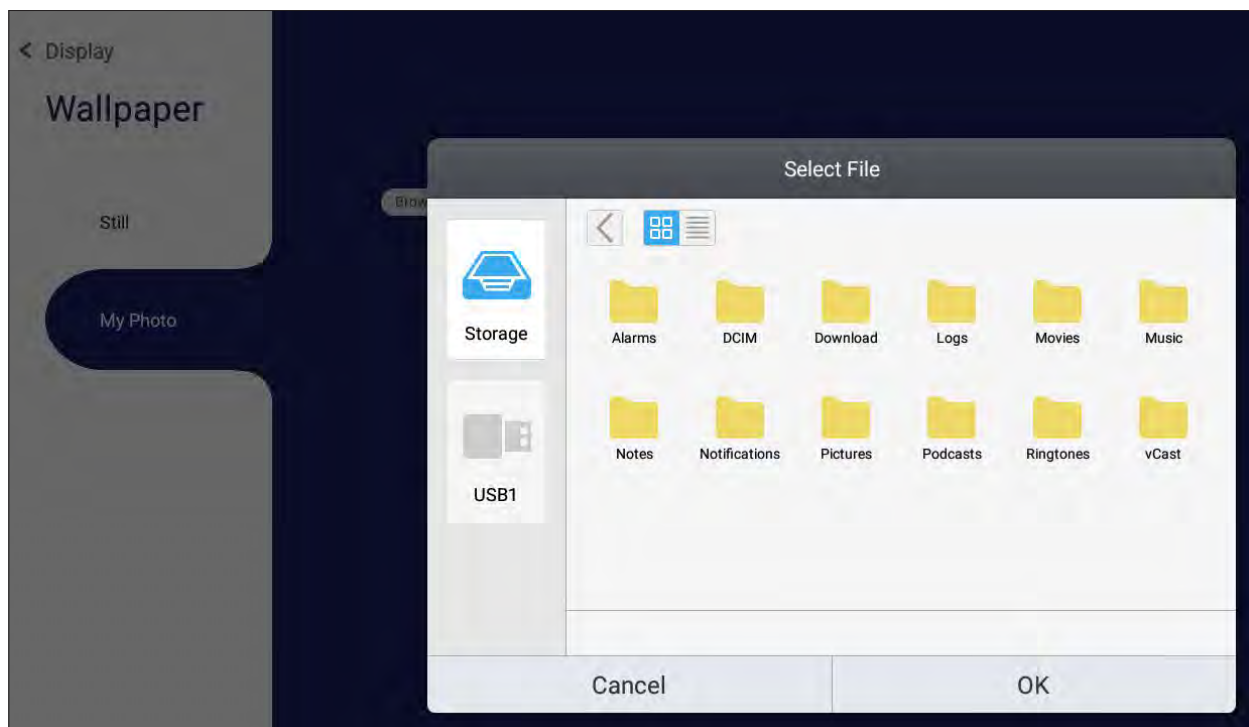 Display
Wallpaper
Still
My Photo
Select File
Storage
USB1
Alarms DCIM Download Logs Movies Music
Notes Notifications Pictures Podcasts Ringtones vCast
Cancel OK